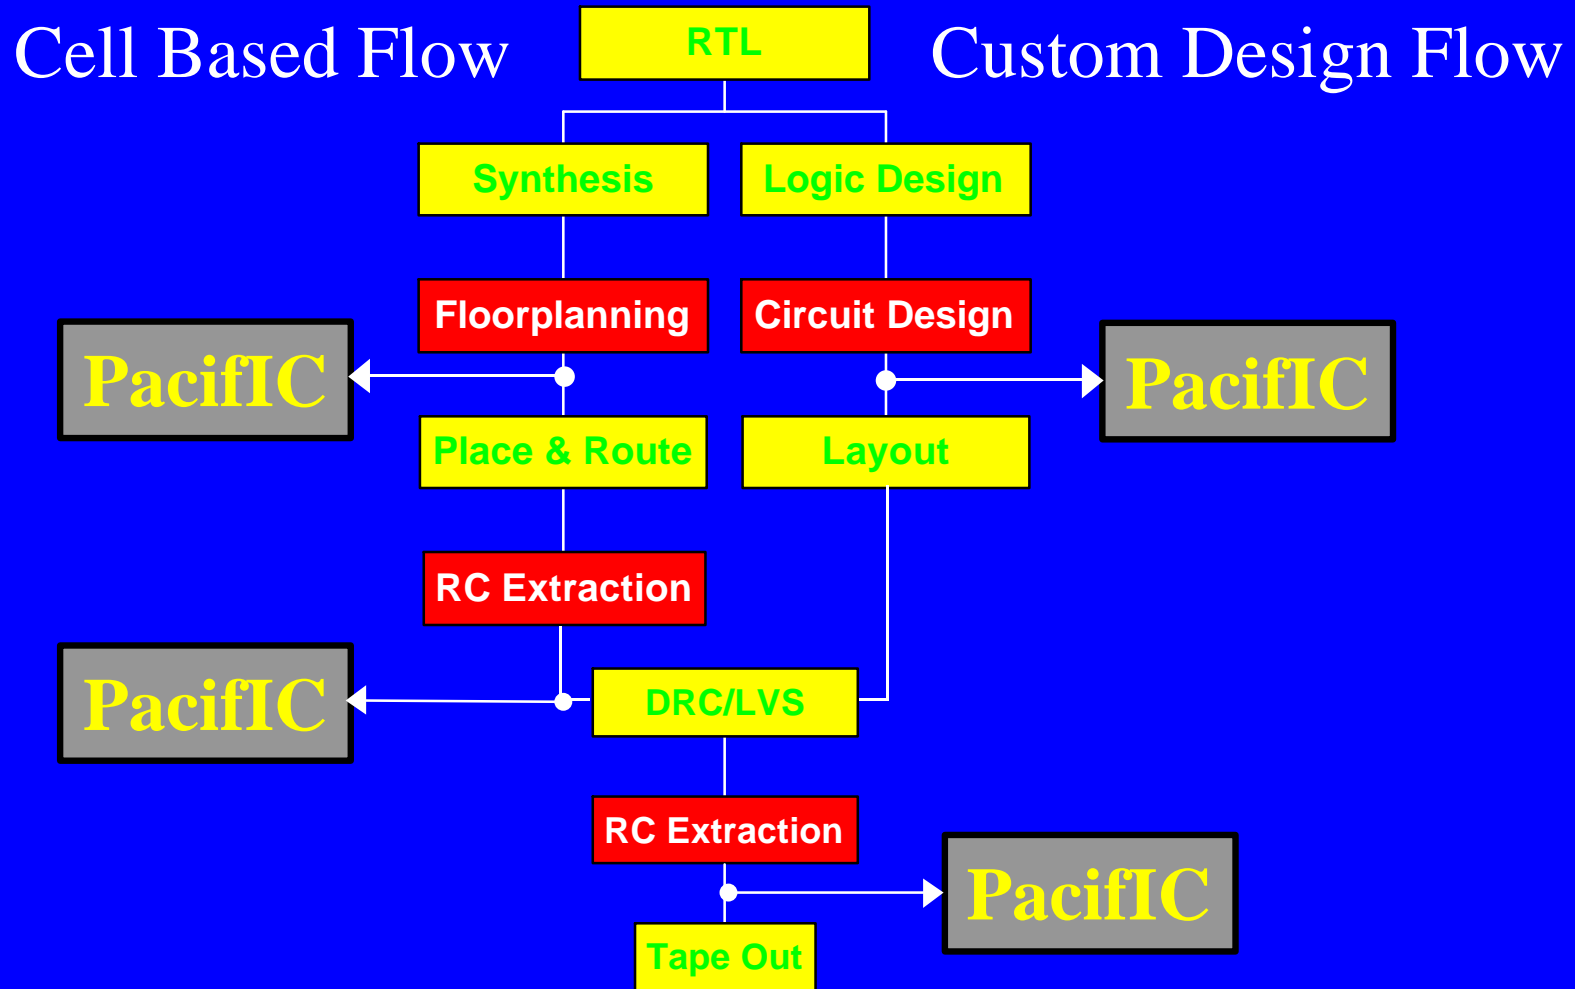 Cell Based Flow
RTL
Custom Design Flow
Synthesis
Logic Design
Floorplanning
Circuit Design
PacifIC
PacifIC
Place & Route
Layout
RC Extraction
PacifIC
DRC/LVS
RC Extraction
PacifIC
Tape Out